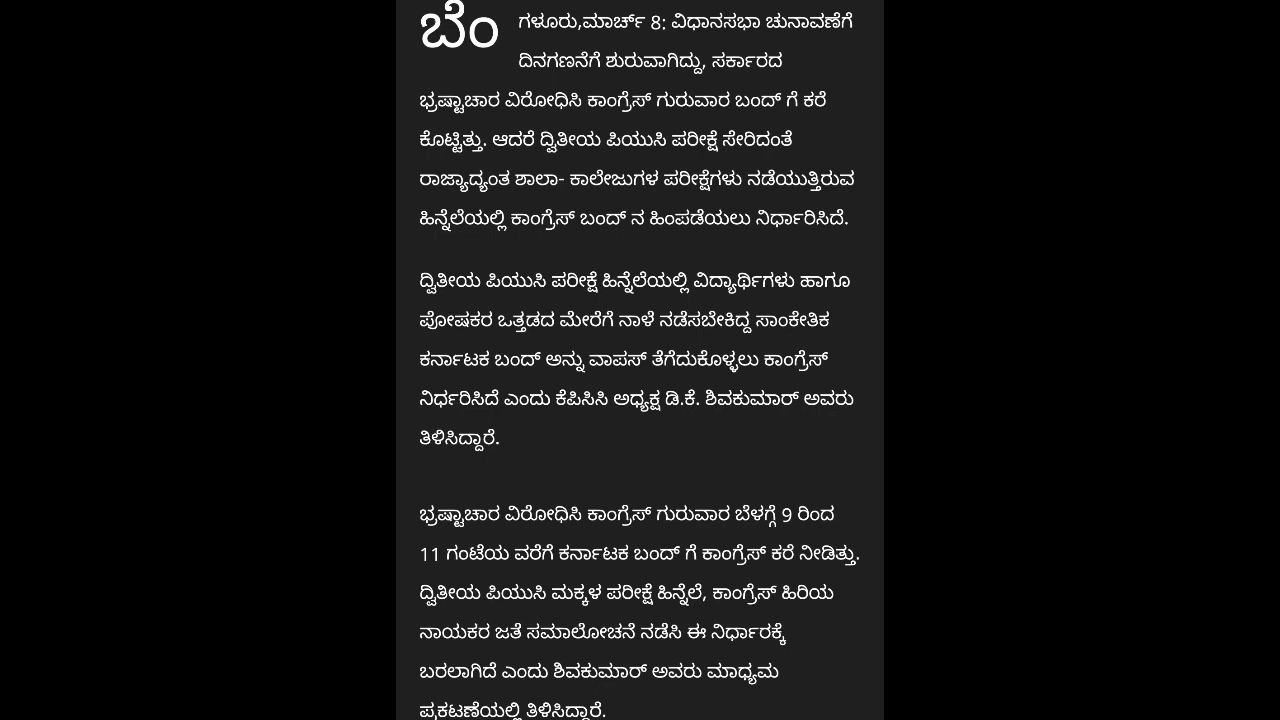 ಬೆಂಗಳೂರು,ಮಾರ್ಚ್ 8: ವಿಧಾನಸಭಾ ಚುನಾವಣೆಗೆ
ದಿನಗಣನೆಗೆ ಶುರುವಾಗಿದ್ದು, ಸರ್ಕಾರದ
ಭ್ರಷ್ಟಾಚಾರ ವಿರೋಧಿಸಿ ಕಾಂಗ್ರೆಸ್ ಗುರುವಾರ ಬಂದ್ ಗೆ ಕರೆ
ಕೊಟ್ಟಿತ್ತು. ಆದರೆ ದ್ವಿತೀಯ ಪಿಯುಸಿ ಪರೀಕ್ಷೆ ಸೇರಿದಂತೆ
ರಾಜ್ಯಾದ್ಯಂತ ಶಾಲಾ- ಕಾಲೇಜುಗಳ ಪರೀಕ್ಷೆಗಳು ನಡೆಯುತ್ತಿರುವ
ಹಿನ್ನೆಲೆಯಲ್ಲಿ ಕಾಂಗ್ರೆಸ್ ಬಂದ್ ನ ಹಿಂಪಡೆಯಲು ನಿರ್ಧಾರಿಸಿದೆ.
ದ್ವಿತೀಯ ಪಿಯುಸಿ ಪರೀಕ್ಷೆ ಹಿನ್ನೆಲೆಯಲ್ಲಿ ವಿದ್ಯಾರ್ಥಿಗಳು ಹಾಗೂ
ಪೋಷಕರ ಒತ್ತಡದ ಮೇರೆಗೆ ನಾಳೆ ನಡೆಸಬೇಕಿದ್ದ ಸಾಂಕೇತಿಕ
ಕರ್ನಾಟಕ ಬಂದ್ ಅನ್ನು ವಾಪಸ್ ತೆಗೆದುಕೊಳ್ಳಲು ಕಾಂಗ್ರೆಸ್
ನಿರ್ಧರಿಸಿದೆ ಎಂದು ಕೆಪಿಸಿಸಿ ಅಧ್ಯಕ್ಷ ಡಿ.ಕೆ. ಶಿವಕುಮಾರ್ ಅವರು
ತಿಳಿಸಿದ್ದಾರೆ.
ಭ್ರಷ್ಟಾಚಾರ ವಿರೋಧಿಸಿ ಕಾಂಗ್ರೆಸ್ ಗುರುವಾರ ಬೆಳಗ್ಗೆ 9 ರಿಂದ
11 ಗಂಟೆಯ ವರೆಗೆ ಕರ್ನಾಟಕ ಬಂದ್ ಗೆ ಕಾಂಗ್ರೆಸ್ ಕರೆ ನೀಡಿತ್ತು.
ದ್ವಿತೀಯ ಪಿಯುಸಿ ಮಕ್ಕಳ ಪರೀಕ್ಷೆ ಹಿನ್ನೆಲೆ, ಕಾಂಗ್ರೆಸ್ ಹಿರಿಯ
ನಾಯಕರ ಜತೆ ಸಮಾಲೋಚನೆ ನಡೆಸಿ ಈ ನಿರ್ಧಾರಕ್ಕೆ
ಬರಲಾಗಿದೆ ಎಂದು ಶಿವಕುಮಾರ್ ಅವರು ಮಾಧ್ಯಮ
ಪ್ರಕಟಣೆಯಲ್ಲಿ ತಿಳಿಸಿದ್ದಾರೆ.